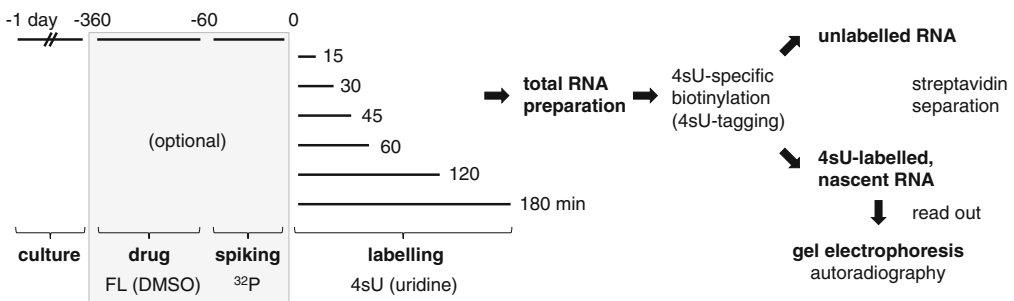 -1 day -360 -60 0
15
30
45
60
120
180 min
(optional)
culture drug spiking labelling
FL (DMSO) ³²P 4sU (uridine)
total RNA
preparation
4sU-specific
biotinylation
(4sU-tagging)
unlabelled RNA
streptavidin
separation
4sU-labelled,
nascent RNA
read out
gel electrophoresis
autoradiography